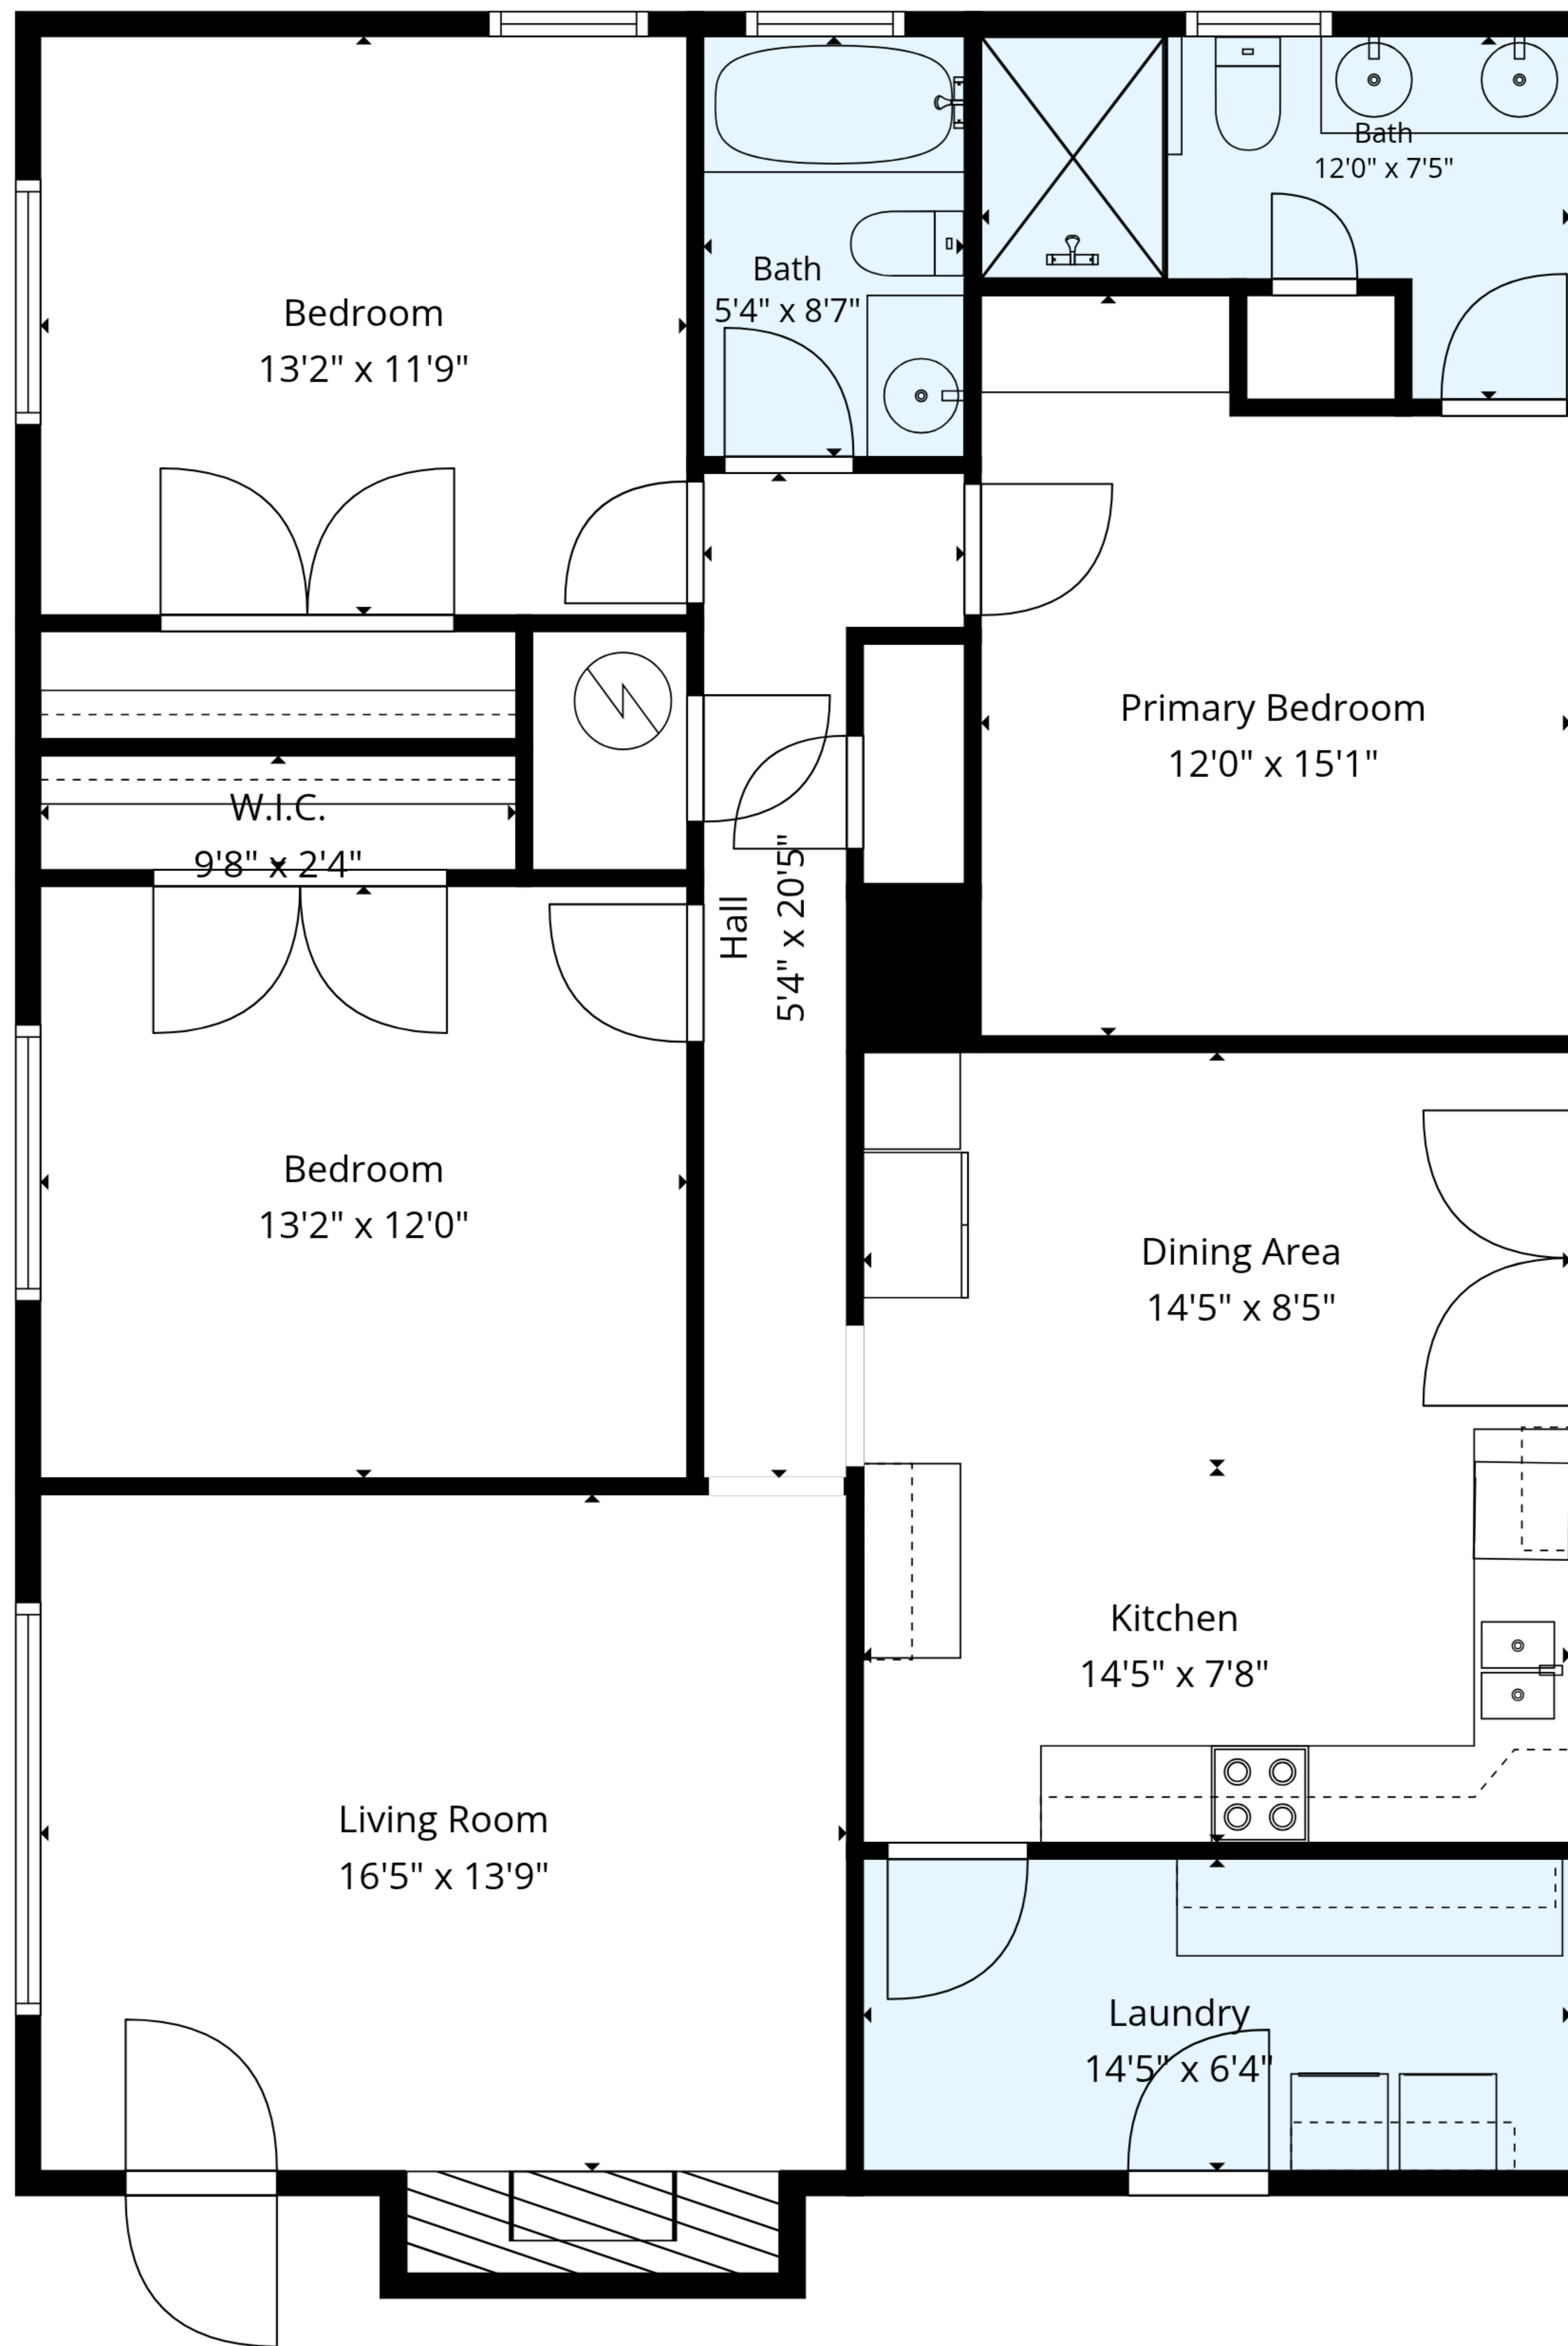 Bath
12'0" x 7'5"
Bath
5'4" x 8'7"
Bedroom
13'2" x 11'9"
Primary Bedroom
12'0" x 15'1"
W.I.C.
9'8" x 2'4"
Hall
5'4" x 20'5"
Bedroom
13'2" x 12'0"
Dining Area
14'5" x 8'5"
Kitchen
14'5" x 7'8"
Living Room
16'5" x 13'9"
Laundry
14'5" x 6'4"